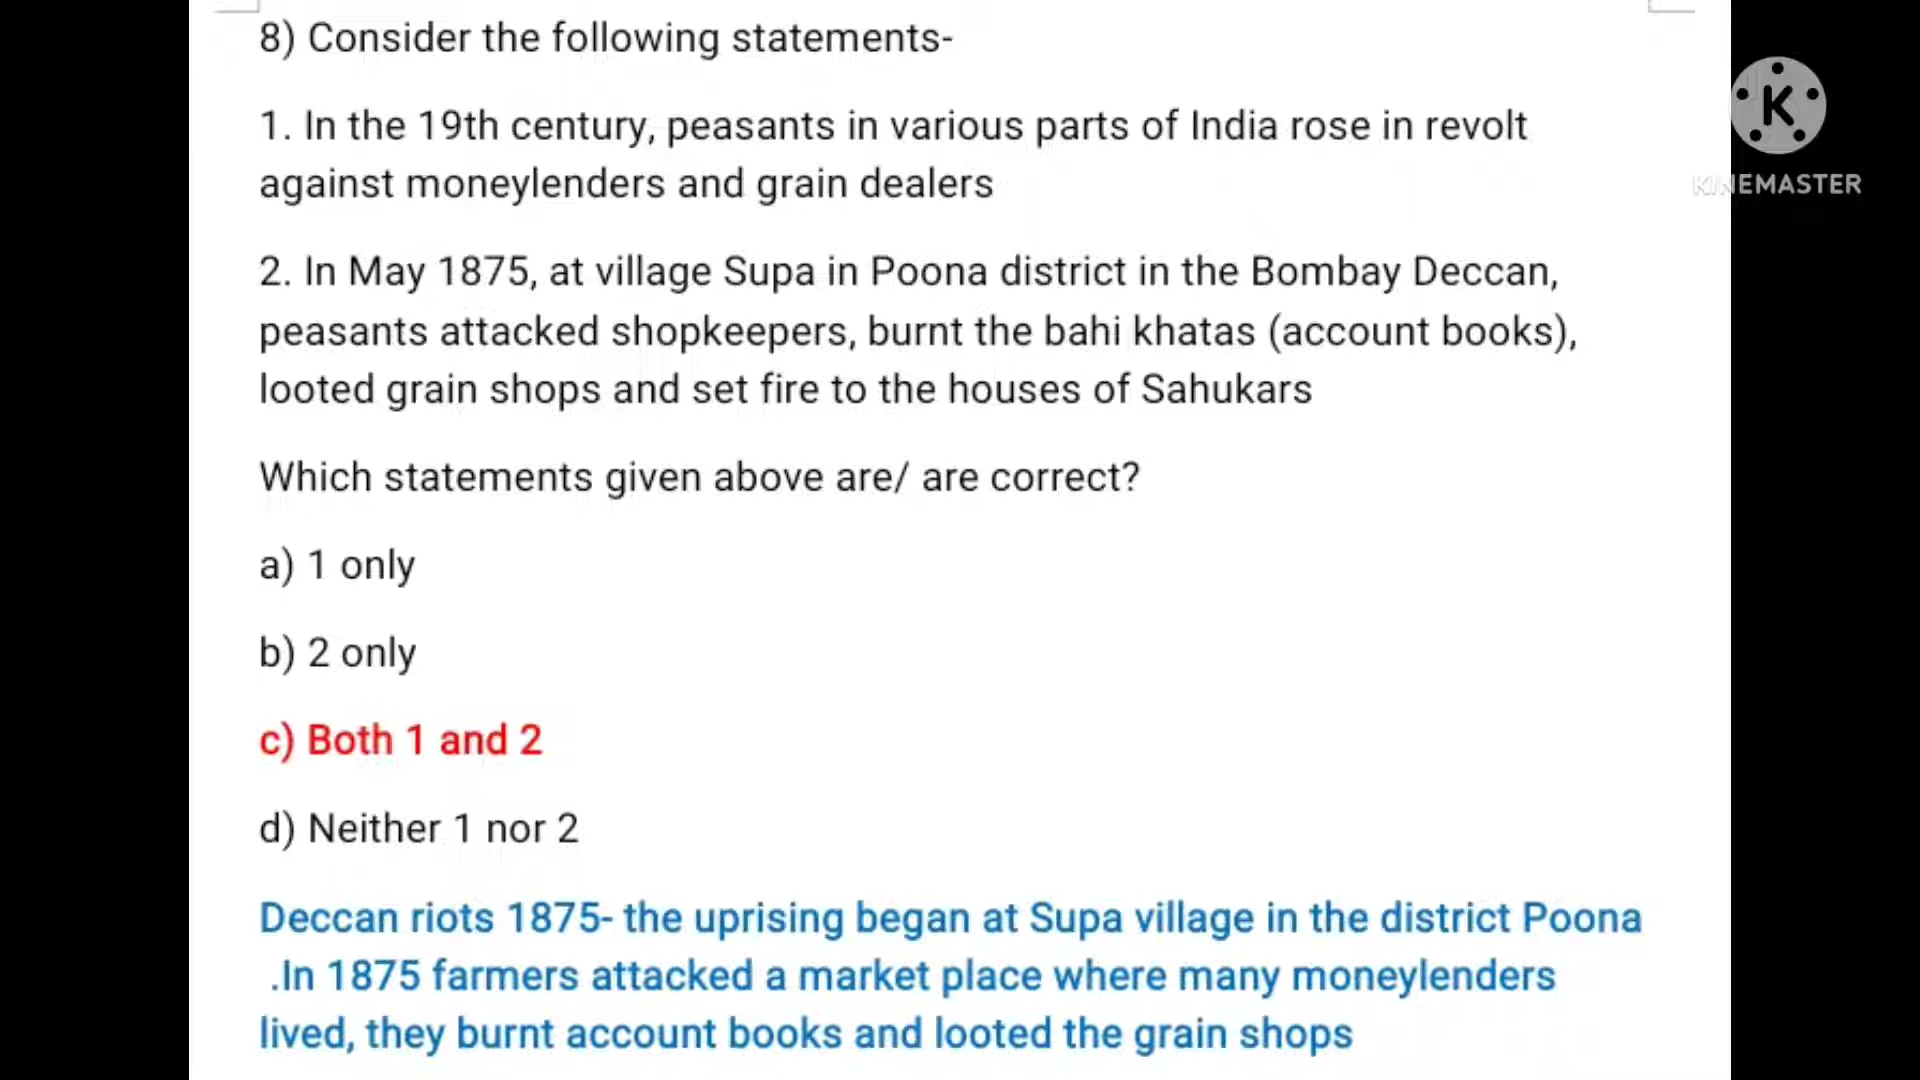 8) Consider the following statements-
1. In the 19th century, peasants in various parts of India rose in revolt
against moneylenders and grain dealers
2. In May 1875, at village Supa in Poona district in the Bombay Deccan,
peasants attacked shopkeepers, burnt the bahi khatas (account books),
looted grain shops and set fire to the houses of Sahukars
Which statements given above are/ are correct?
a) 1 only
b) 2 only
c) Both 1 and 2
d) Neither 1 nor 2
Deccan riots 1875- the uprising began at Supa village in the district Poona
.In 1875 farmers attacked a market place where many moneylenders
lived, they burnt account books and looted the grain shops
K
KINEMASTER